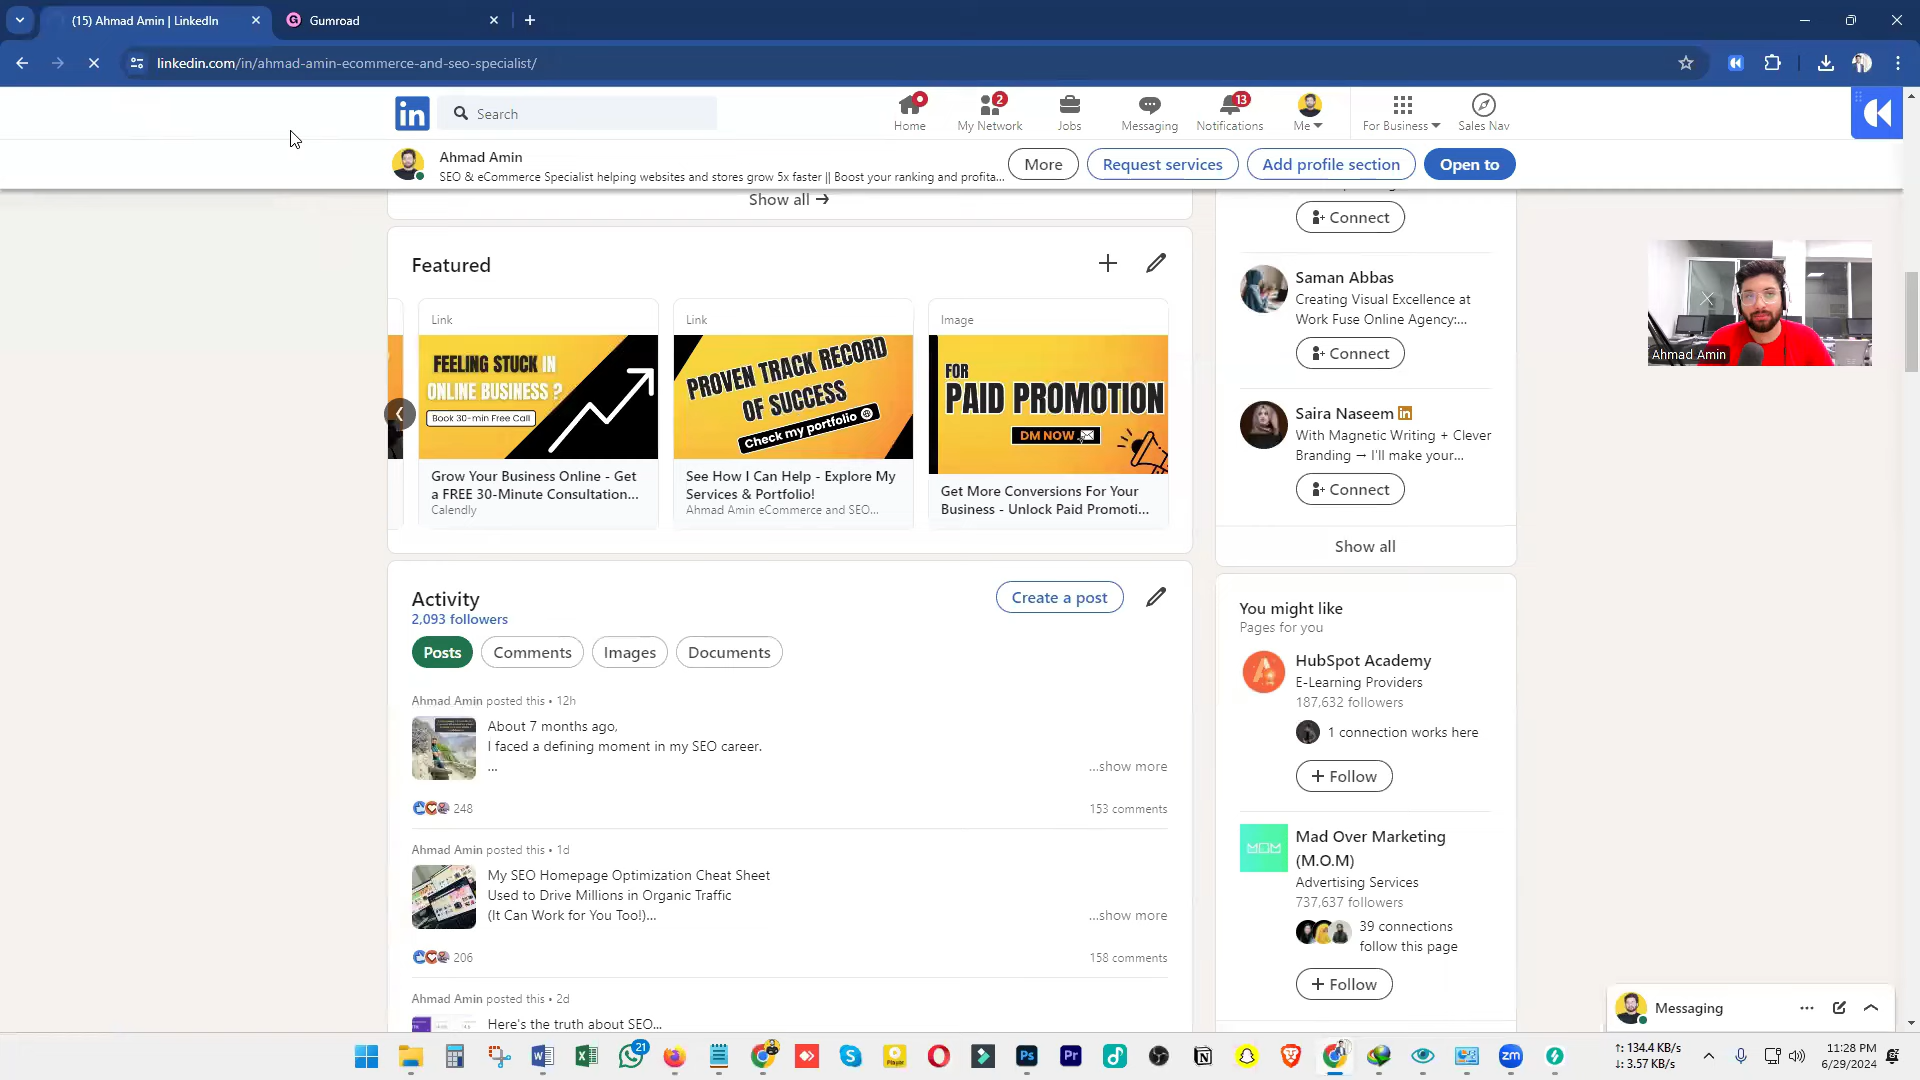 (15) Ahmad Amin | LinkedIn
Gumroad
linkedin.com/in/ahmad-amin-ecommerce-and-seo-specialist/
in
Search
Home
2
My Network
Jobs
Messaging
13
Notifications
Me
For Business
Sales Nav
Ahmad Amin
SEO & eCommerce Specialist helping websites and stores grow 5x faster || Boost your ranking and profita...
More
Request services
Add profile section
Open to
Show all
Featured
Link
FEELING STUCK IN
ONLINE BUSINESS ?
Book 30-min Free Call
Grow Your Business Online - Get
a FREE 30-Minute Consultation...
Calendly
Link
PROVEN TRACK RECORD
OF SUCCESS
Check my portfolio
See How I Can Help - Explore My
Services & Portfolio!
Ahmad Amin eCommerce and SEO...
Image
FOR
PAID PROMOTION
DM NOW
Get More Conversions For Your
Business - Unlock Paid Promoti...
Activity
2,093 followers
Create a post
Posts
Comments
Images
Documents
Ahmad Amin posted this • 12h
About 7 months ago,
I faced a defining moment in my SEO career.
...
...show more
248
153 comments
Ahmad Amin posted this • 1d
My SEO Homepage Optimization Cheat Sheet
Used to Drive Millions in Organic Traffic
(It Can Work for You Too!)...
...show more
206
158 comments
Ahmad Amin posted this • 2d
Here's the truth about SEO...
Connect
Saman Abbas
Creating Visual Excellence at
Work Fuse Online Agency:...
Connect
Saira Naseem in
With Magnetic Writing + Clever
Branding → I'll make your...
Connect
Show all
You might like
Pages for you
HubSpot Academy
E-Learning Providers
187,632 followers
1 connection works here
+ Follow
MOM
Mad Over Marketing
(M.O.M)
Advertising Services
737,637 followers
39 connections
follow this page
+ Follow
Ahmad Amin
Messaging
21
Player
Ps
Pr
zm
↑: 134.4 KB/s
↓: 3.57 KB/s
11:28 PM
6/29/2024